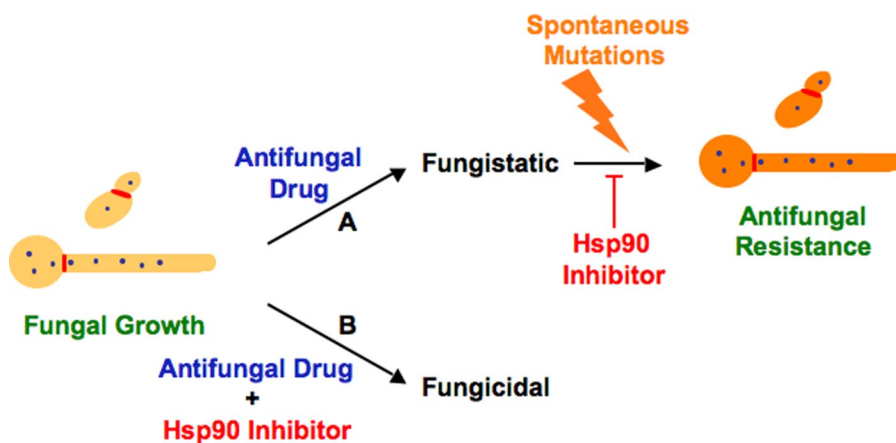 Spontaneous
Mutations
Antifungal
Drug
A
Fungistatic
Hsp90
Inhibitor
Antifungal
Resistance
Fungal Growth
B
Antifungal Drug
+
Hsp90 Inhibitor
Fungicidal